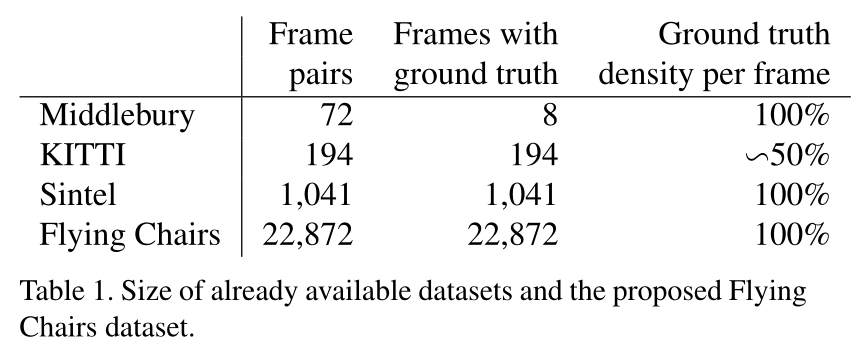 Frame Frames with Ground truth
pairs ground truth density per frame
Middlebury 72 8 100%
KITTI 194 194 ∽50%
Sintel 1,041 1,041 100%
Flying Chairs 22,872 22,872 100%
Table 1. Size of already available datasets and the proposed Flying
Chairs dataset.